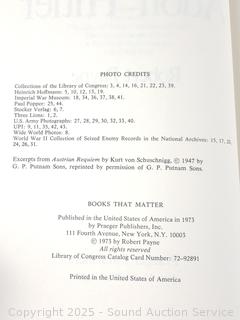 PHOTO CREDITS
Collections of the Library of Congress: 3, 4, 14, 16, 21, 22, 23, 39.
Heinrich Hoffmann: 5, 10, 12, 13, 19.
Imperial War Museum: 18, 34, 36, 37, 38, 41.
Paul Popper: 25, 44.
Stocker Verlag: 6, 7.
Three Lions: 1, 2.
U.S. Army Photography: 27, 28, 29, 30, 32, 33, 40.
UPI: 9, 11, 35, 42, 43.
Wide World Photos: 8.
World War II Collection of Seized Enemy Records in the National Archives: 15, 17, 20,
24, 26, 31.
Excerpts from Austrian Requiem by Kurt von Schuschnigg, © 1947 by
G. P. Putnam Sons, reprinted by permission of G. P. Putnam Sons.
BOOKS THAT MATTER
Published in the United States of America in 1973
by Praeger Publishers, Inc.
111 Fourth Avenue, New York, N.Y. 10003
© 1973 by Robert Payne
All rights reserved
Library of Congress Catalog Card Number: 72-92891
Printed in the United States of America
Copyright 2025 - Sound Auction Service